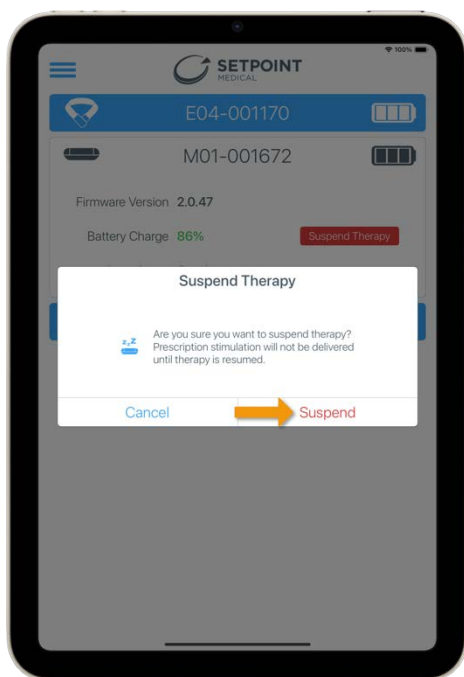 SETPOINT
MEDICAL
100%
E04-001170
M01-001672
Firmware Version 2.0.47
Battery Charge 86%
Suspend Therapy
Suspend Therapy
z z Z
Are you sure you want to suspend therapy?
Prescription stimulation will not be delivered
until therapy is resumed.
Cancel
Suspend